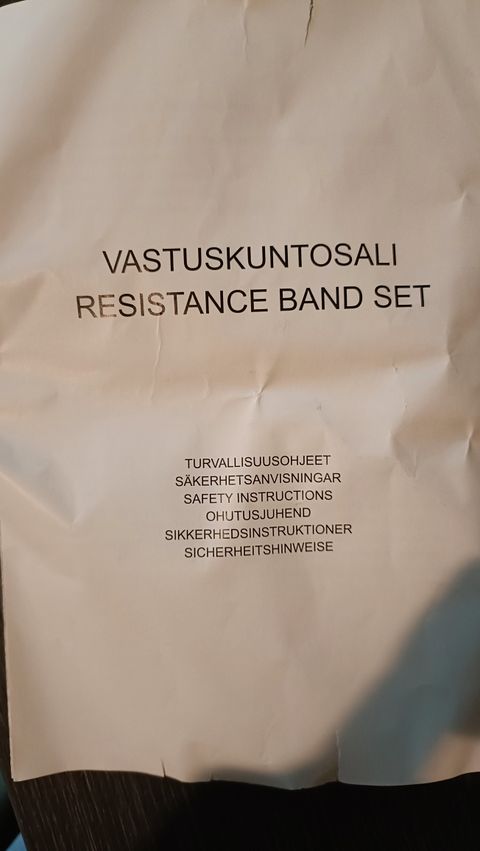 VASTUSKUNTOSALI
RESISTANCE BAND SET
TURVALLISUUSOHJEET
SÄKERHETSANVISNINGAR
SAFETY INSTRUCTIONS
OHUTUSJUHEND
SIKKERHEDSINSTRUKTIONER
SICHERHEITSHINWEISE